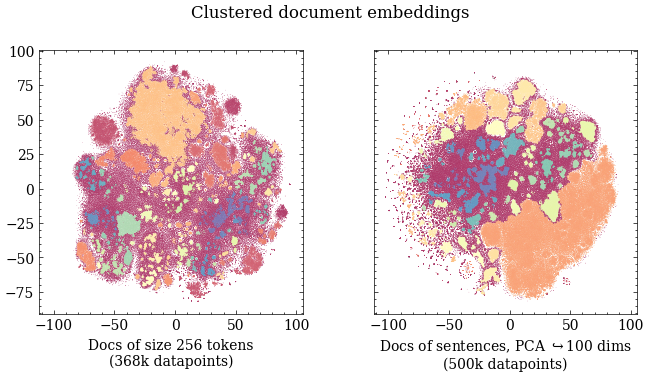 Clustered document embeddings
100
75
50
25
0
−25
−50
−75
−100 −50 0 50 100
−100 −50 0 50 100
Docs of size 256 tokens
(368k datapoints)
Docs of sentences, PCA ↪100 dims
(500k datapoints)